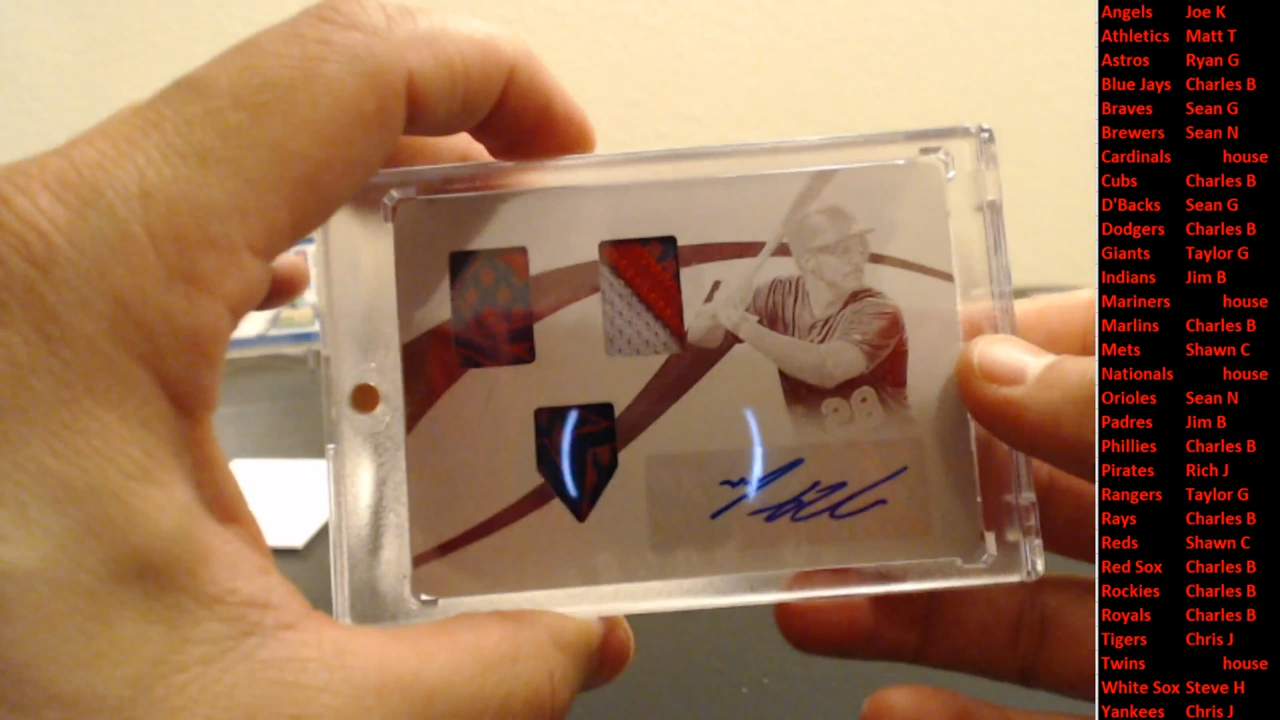 Angels Joe K
Athletics Matt T
Astros Ryan G
Blue Jays Charles B
Braves Sean G
Brewers Sean N
Cardinals house
Cubs Charles B
D'Backs Sean G
Dodgers Charles B
Giants Taylor G
Indians Jim B
Mariners house
Marlins Charles B
Mets Shawn C
Nationals house
Orioles Sean N
Padres Jim B
Phillies Charles B
Pirates Rich J
Rangers Taylor G
Rays Charles B
Reds Shawn C
Red Sox Charles B
Rockies Charles B
Royals Charles B
Tigers Chris J
Twins house
White Sox Steve H
Yankees Chris J